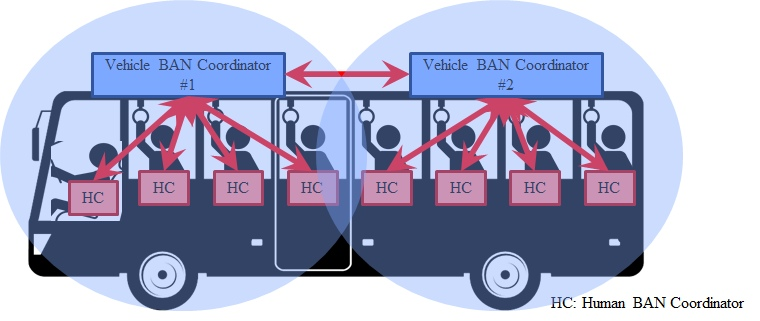 Vehicle BAN Coordinator
#1
Vehicle BAN Coordinator
#2
HC
HC
HC
HC
HC
HC
HC
HC
HC: Human BAN Coordinator